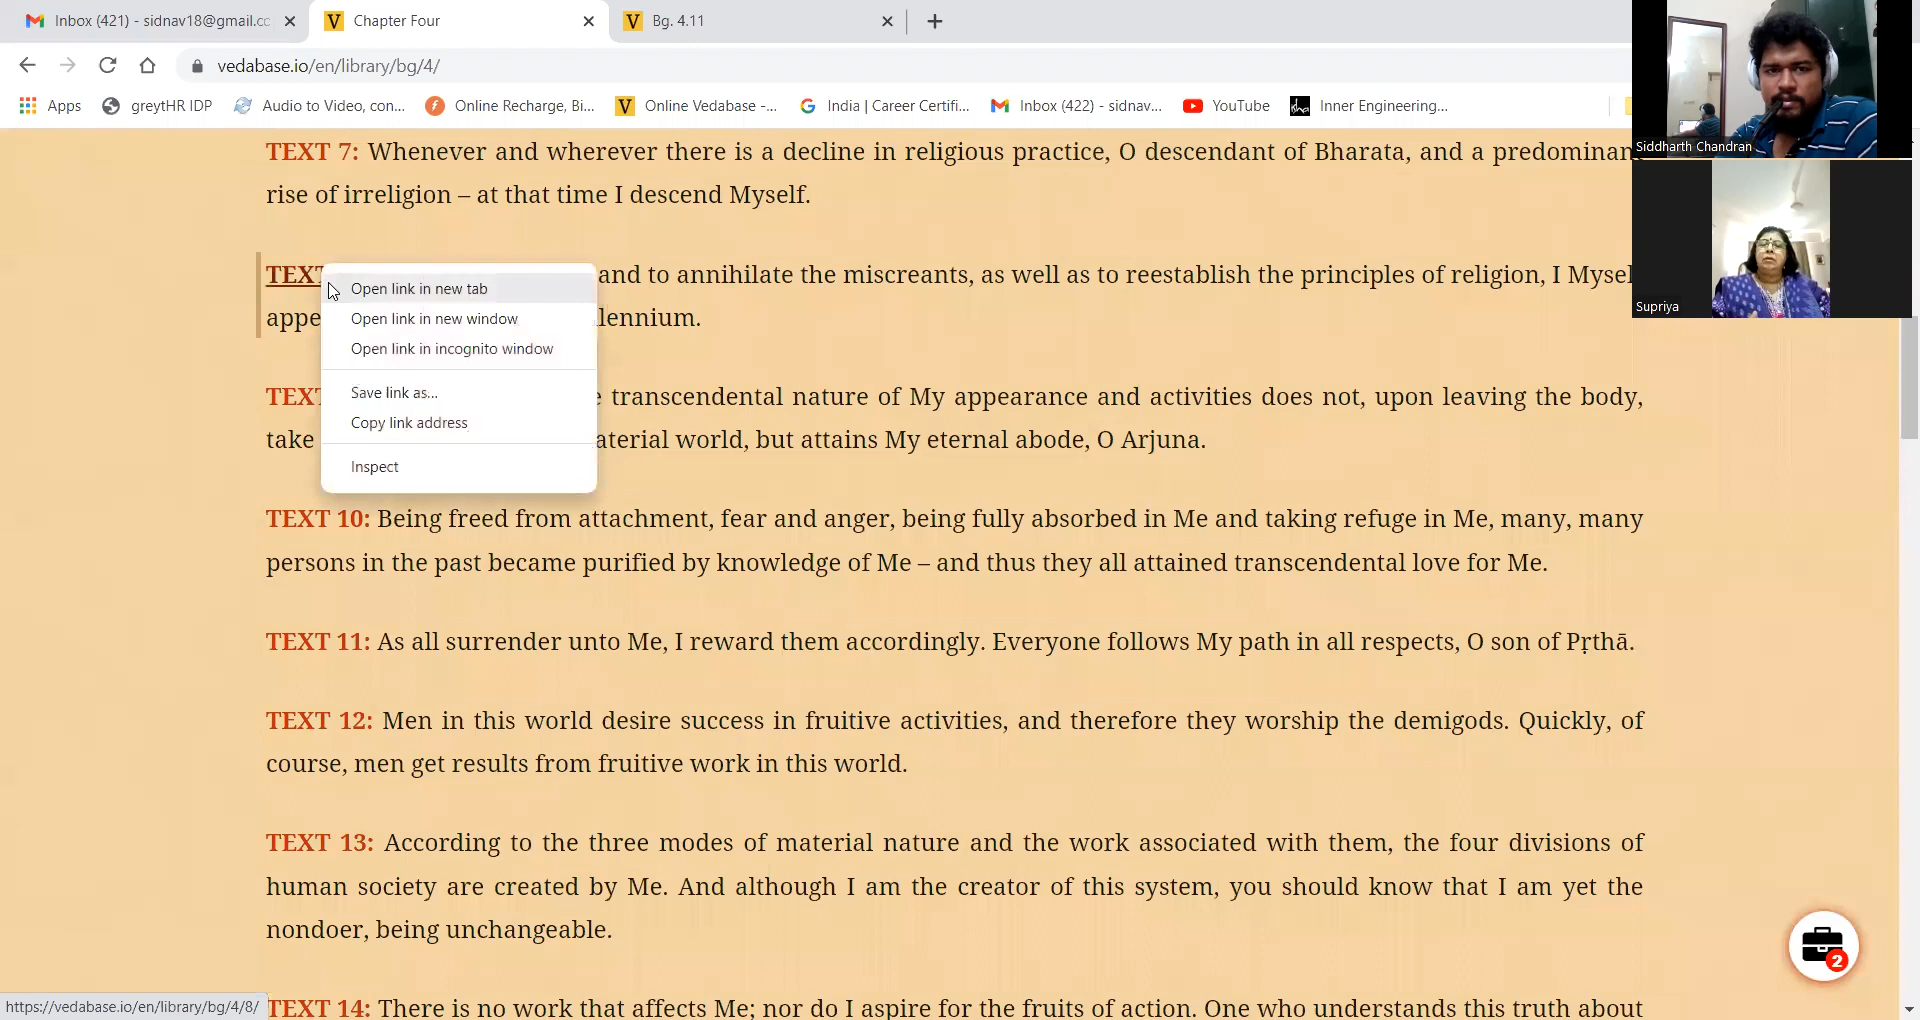 Inbox (421) - sidnav18@gmail.cc
Chapter Four
Bg. 4.11
vedabase.io/en/library/bg/4/
Apps
greytHR IDP
Audio to Video, con...
Online Recharge, Bi...
Online Vedabase -...
India | Career Certifi...
Inbox (422) - sidnav...
YouTube
Inner Engineering...
TEXT 7: Whenever and wherever there is a decline in religious practice, O descendant of Bharata, and a predominan
rise of irreligion – at that time I descend Myself.
TEXT and to annihilate the miscreants, as well as to reestablish the principles of religion, I Mysel
appe lennium.
TEXT e transcendental nature of My appearance and activities does not, upon leaving the body,
take aterial world, but attains My eternal abode, O Arjuna.
Open link in new tab
Open link in new window
Open link in incognito window
Save link as...
Copy link address
Inspect
TEXT 10: Being freed from attachment, fear and anger, being fully absorbed in Me and taking refuge in Me, many, many
persons in the past became purified by knowledge of Me – and thus they all attained transcendental love for Me.
TEXT 11: As all surrender unto Me, I reward them accordingly. Everyone follows My path in all respects, O son of Pṛthā.
TEXT 12: Men in this world desire success in fruitive activities, and therefore they worship the demigods. Quickly, of
course, men get results from fruitive work in this world.
TEXT 13: According to the three modes of material nature and the work associated with them, the four divisions of
human society are created by Me. And although I am the creator of this system, you should know that I am yet the
nondoer, being unchangeable.
TEXT 14: There is no work that affects Me; nor do I aspire for the fruits of action. One who understands this truth about
https://vedabase.io/en/library/bg/4/8/
Siddharth Chandran
Supriya
2